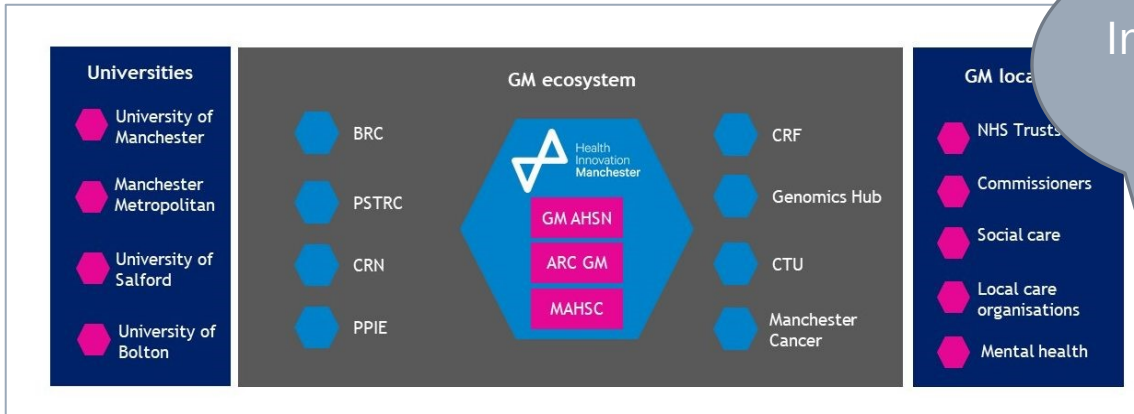 Universities
University of
Manchester
Manchester
Metropolitan
University of
Salford
University of
Bolton
GM ecosystem
BRC
PSTRC
CRN
PPIE
Health
Innovation
Manchester
GM AHSN
ARC GM
MAHSC
CRF
Genomics Hub
CTU
Manchester
Cancer
GM
NHS Trusts
Commissioners
Social care
Local care
organisations
Mental health